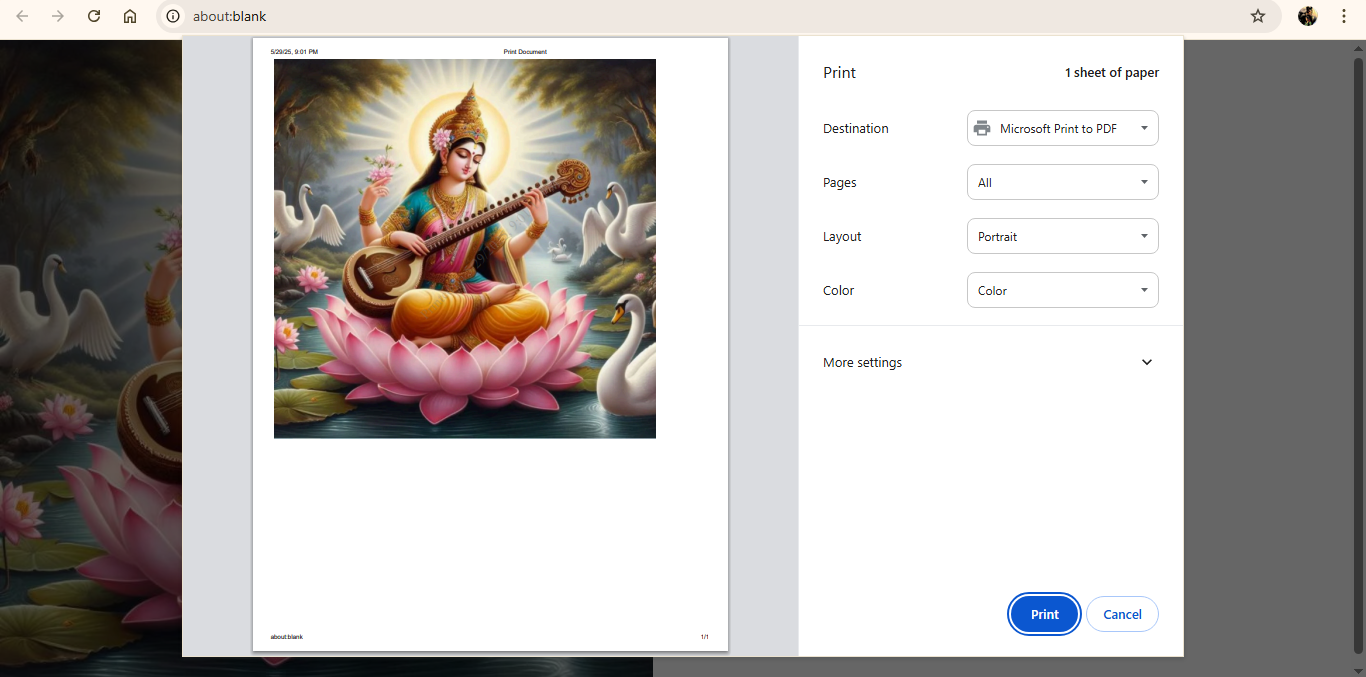 about:blank
5/29/25, 9:01 PM Print Document
about:blank 1/1
Print 1 sheet of paper
Destination Microsoft Print to PDF
Pages All
Layout Portrait
Color Color
More settings
Print Cancel